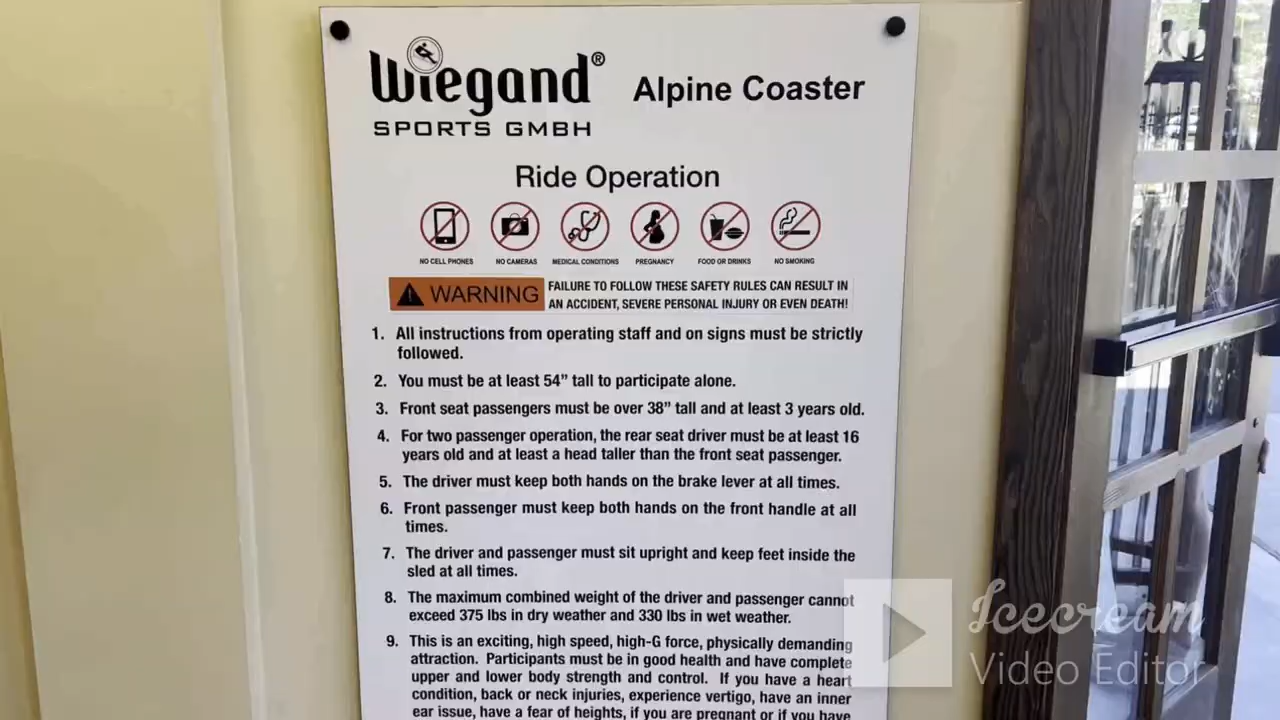 Wiegand® Alpine Coaster
SPORTS GMBH
Ride Operation
NO CELL PHONES NO CAMERAS MEDICAL CONDITIONS PREGNANCY FOOD OR DRINKS NO SMOKING
WARNING
FAILURE TO FOLLOW THESE SAFETY RULES CAN RESULT IN
AN ACCIDENT, SEVERE PERSONAL INJURY OR EVEN DEATH!
1. All instructions from operating staff and on signs must be strictly
followed.
2. You must be at least 54” tall to participate alone.
3. Front seat passengers must be over 38” tall and at least 3 years old.
4. For two passenger operation, the rear seat driver must be at least 16
years old and at least a head taller than the front seat passenger.
5. The driver must keep both hands on the brake lever at all times.
6. Front passenger must keep both hands on the front handle at all
times.
7. The driver and passenger must sit upright and keep feet inside the
sled at all times.
8. The maximum combined weight of the driver and passenger cannot
exceed 375 lbs in dry weather and 330 lbs in wet weather.
9. This is an exciting, high speed, high-G force, physically demanding
attraction. Participants must be in good health and have complete
upper and lower body strength and control. If you have a heart
condition, back or neck injuries, experience vertigo, have an inner
ear issue, have a fear of heights, if you are pregnant or if you have
Icecream
Video Editor